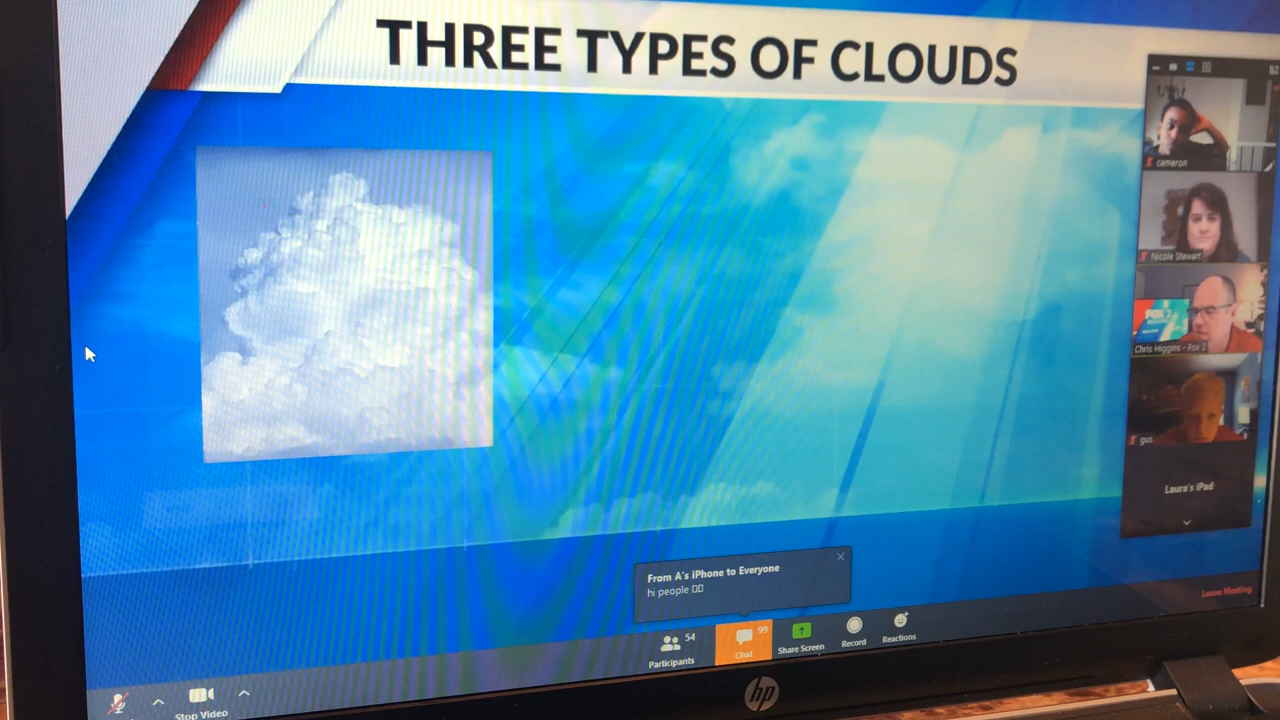 THREE TYPES OF CLOUDS
cameron
Nicole Stewart
FOX 2
Chris Higgins - Fox 2
gus
Laura's iPad
From A's iPhone to Everyone
hi people
Leave Meeting
54
Participants
99
Chat
Share Screen
Record
Reactions
Stop Video
hp